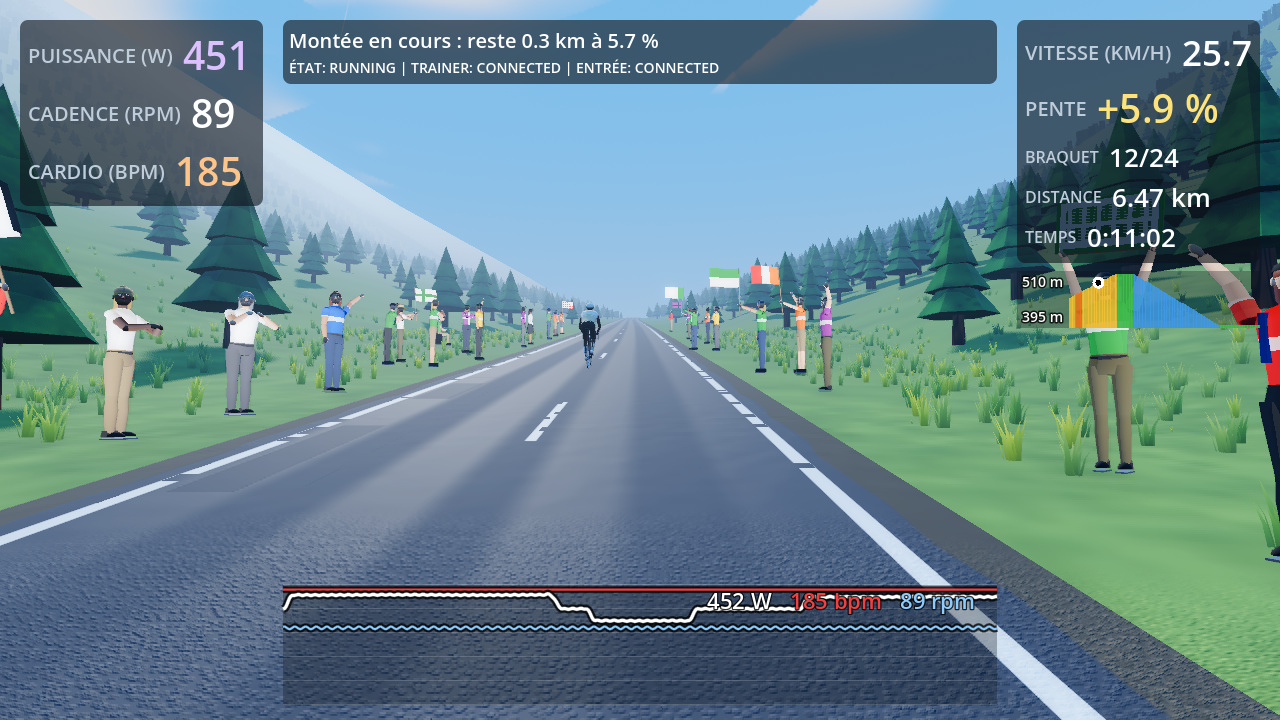 PUISSANCE (W) 451
CADENCE (RPM) 89
CARDIO (BPM) 185
Montée en cours : reste 0.3 km à 5.7 %
ÉTAT: RUNNING | TRAINER: CONNECTED | ENTRÉE: CONNECTED
VITESSE (KM/H) 25.7
PENTE +5.9 %
BRAQUET 12/24
DISTANCE 6.47 km
TEMPS 0:11:02
510 m
395 m
452 W 185 bpm 89 rpm